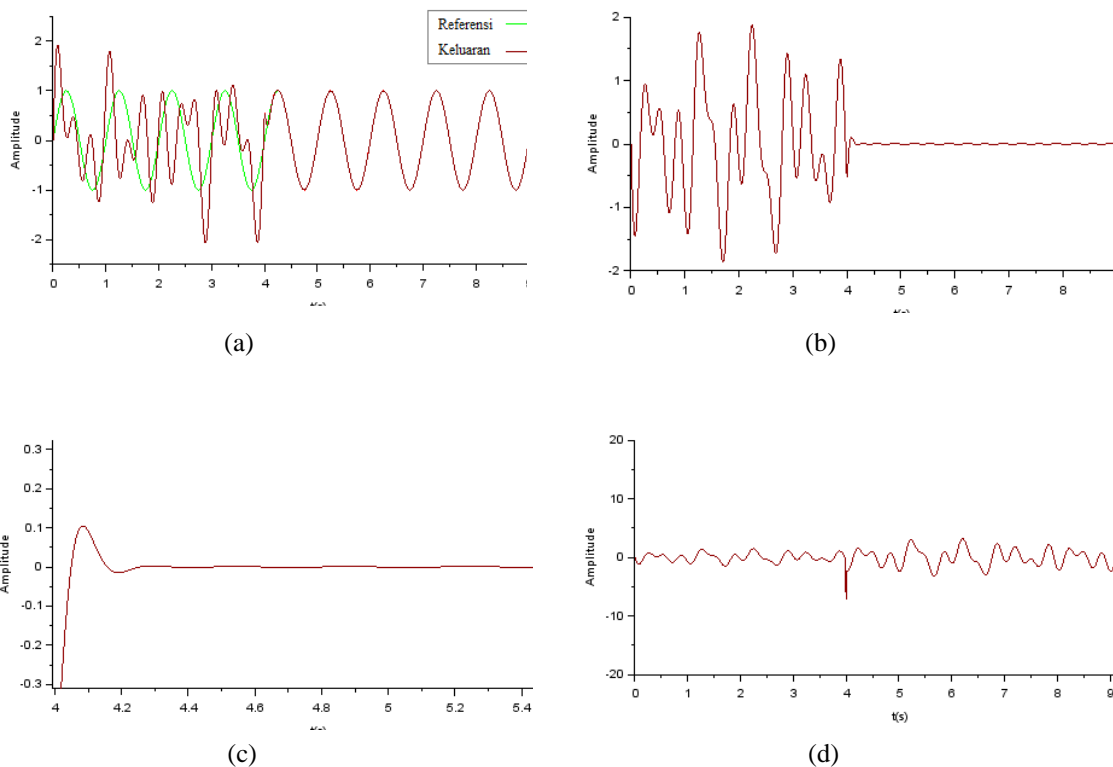 Referensi
Keluaran
2
1
0
-1
-2
Amplitude
0 1 2 3 4 5 6 7 8
t(s)
(a)
2
1
0
-1
-2
Amplitude
0 1 2 3 4 5 6 7 8
t(s)
(b)
0.3
0.2
0.1
0
-0.1
-0.2
-0.3
Amplitude
4 4.2 4.4 4.6 4.8 5 5.2 5.4
t(s)
(c)
20
10
0
-10
-20
Amplitude
0 1 2 3 4 5 6 7 8 9
t(s)
(d)